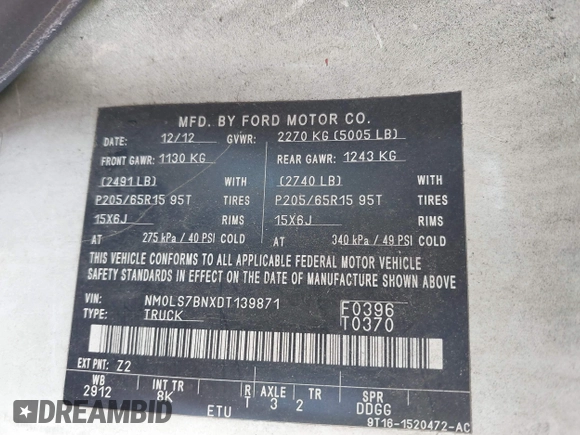 MFD. BY FORD MOTOR CO.
DATE: 12/12 GVWR: 2270 KG (5005 LB)
FRONT GAWR: 1130 KG REAR GAWR: 1243 KG
(2491 LB) WITH (2740 LB) WITH
P205/65R15 95T TIRES P205/65R15 95T TIRES
15X6J RIMS 15X6J RIMS
AT 275 kPa / 40 PSI COLD AT 340 kPa / 49 PSI COLD
THIS VEHICLE CONFORMS TO ALL APPLICABLE FEDERAL MOTOR VEHICLE
SAFETY STANDARDS IN EFFECT ON THE DATE OF MANUFACTURE SHOWN ABOVE.
VIN: NM0LS7BNXDT139871 F0396
TYPE: TRUCK T0370
EXT PNT: Z2
WB INT TR R AXLE TR SPR
2912 8K T 3 2 DDGG
ETU 9T16-1520472-AC
DREAMBID